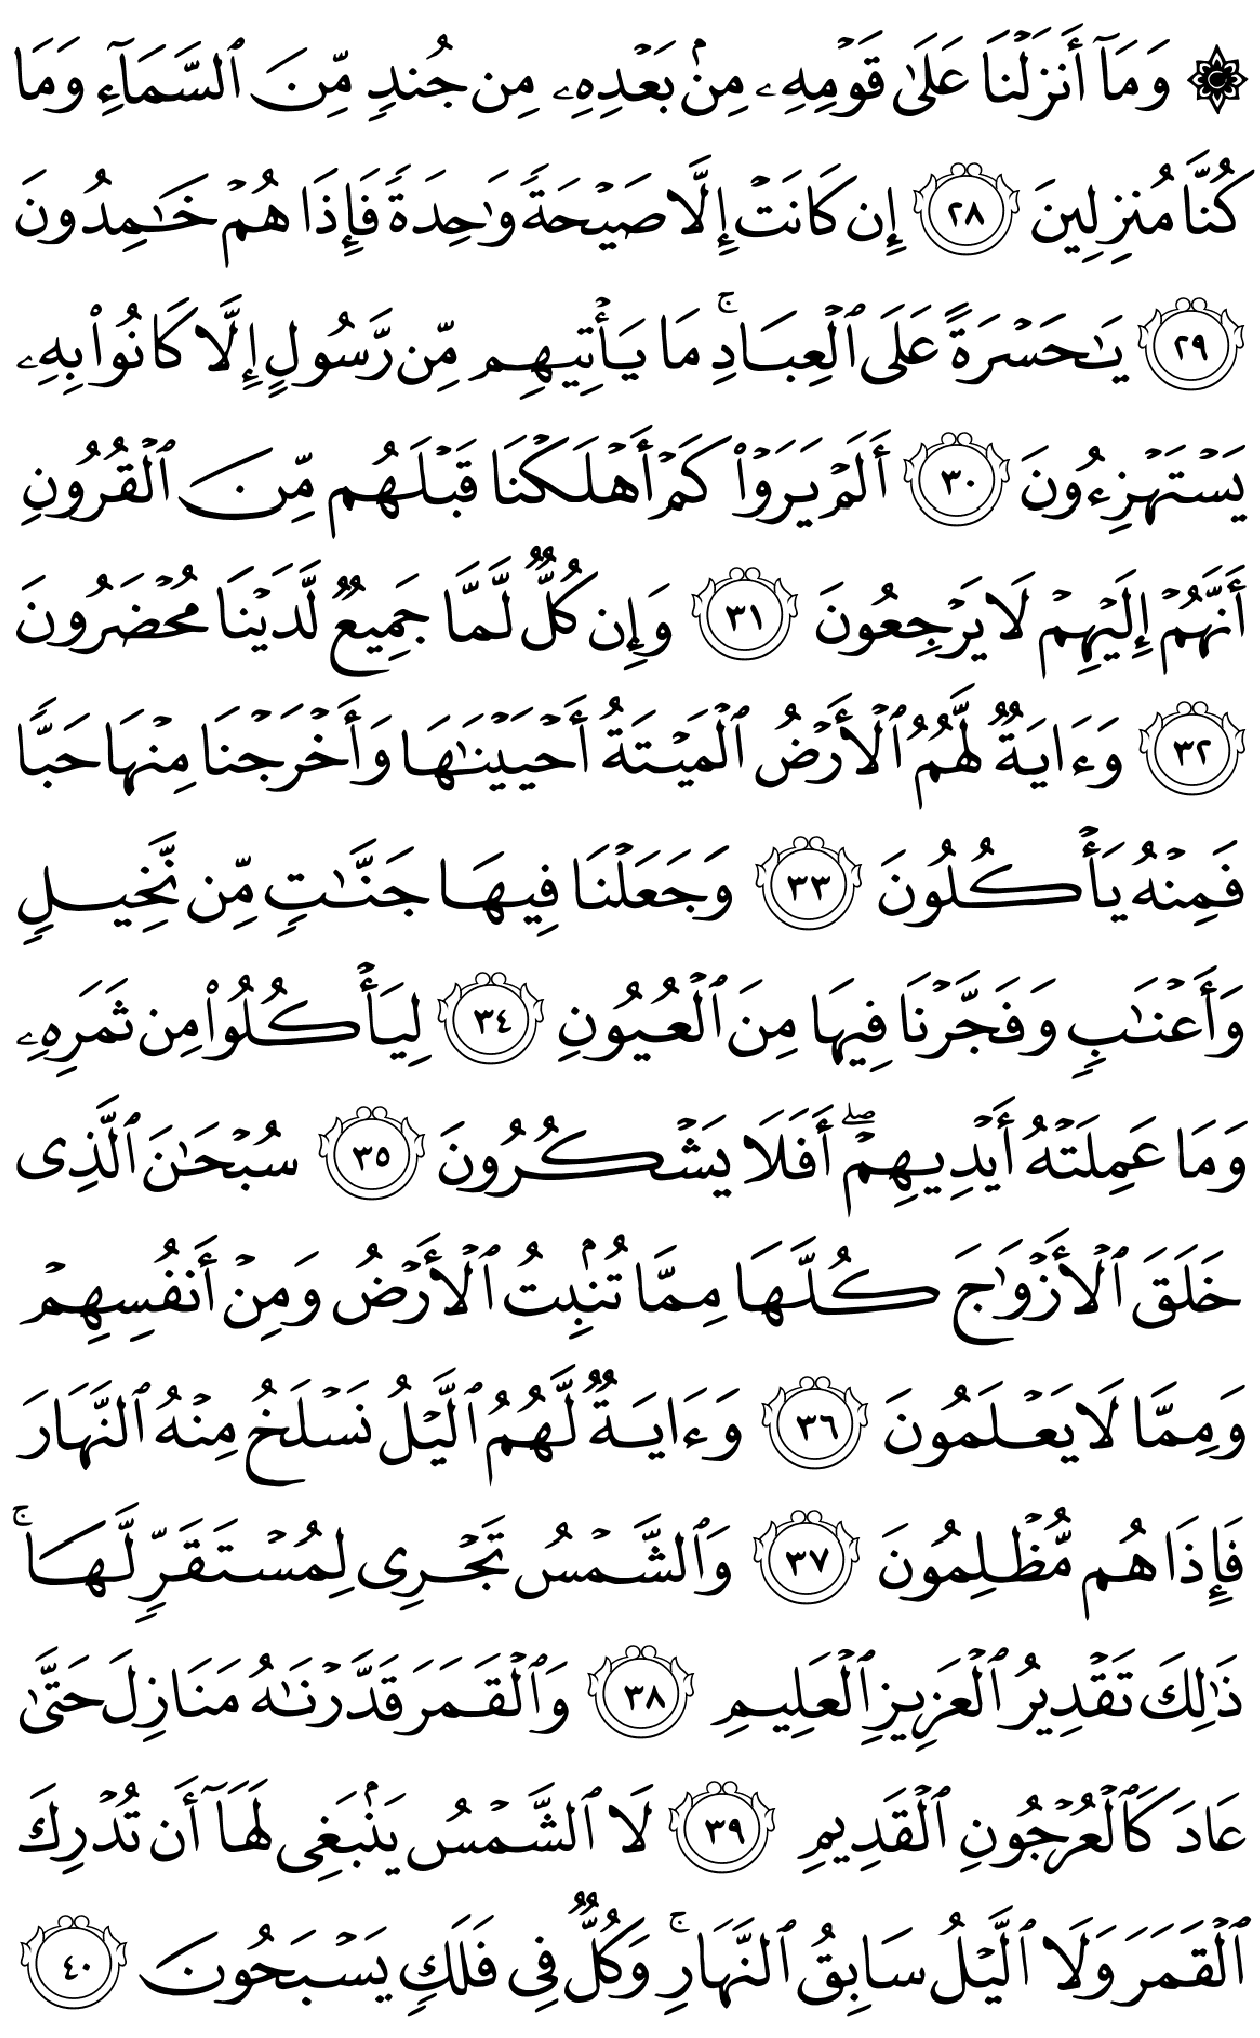 ۞ وَمَآ أَنزَلْنَا عَلَىٰ قَوْمِهِۦ مِنۢ بَعْدِهِۦ مِن جُندٍ مِّنَ ٱلسَّمَآءِ وَمَا
كُنَّا مُنزِلِينَ ٢٨ إِن كَانَتْ إِلَّا صَيْحَةً وَٰحِدَةً فَإِذَا هُمْ خَـٰمِدُونَ
٢٩ يَـٰحَسْرَةً عَلَى ٱلْعِبَادِ ۚ مَا يَأْتِيهِم مِّن رَّسُولٍ إِلَّا كَانُوا۟ بِهِۦ
يَسْتَهْزِءُونَ ٣٠ أَلَمْ يَرَوْا۟ كَمْ أَهْلَكْنَا قَبْلَهُم مِّنَ ٱلْقُرُونِ
أَنَّهُمْ إِلَيْهِمْ لَا يَرْجِعُونَ ٣١ وَإِن كُلٌّ لَّمَّا جَمِيعٌ لَّدَيْنَا مُحْضَرُونَ
٣٢ وَءَايَةٌ لَّهُمُ ٱلْأَرْضُ ٱلْمَيْتَةُ أَحْيَيْنَـٰهَا وَأَخْرَجْنَا مِنْهَا حَبًّا
فَمِنْهُ يَأْكُلُونَ ٣٣ وَجَعَلْنَا فِيهَا جَنَّـٰتٍ مِّن نَّخِيلٍ
وَأَعْنَـٰبٍ وَفَجَّرْنَا فِيهَا مِنَ ٱلْعُيُونِ ٣٤ لِيَأْكُلُوا۟ مِن ثَمَرِهِۦ
وَمَا عَمِلَتْهُ أَيْدِيهِمْ ۖ أَفَلَا يَشْكُرُونَ ٣٥ سُبْحَـٰنَ ٱلَّذِى
خَلَقَ ٱلْأَزْوَٰجَ كُلَّهَا مِمَّا تُنۢبِتُ ٱلْأَرْضُ وَمِنْ أَنفُسِهِمْ
وَمِمَّا لَا يَعْلَمُونَ ٣٦ وَءَايَةٌ لَّهُمُ ٱلَّيْلُ نَسْلَخُ مِنْهُ ٱلنَّهَارَ
فَإِذَا هُم مُّظْلِمُونَ ٣٧ وَٱلشَّمْسُ تَجْرِى لِمُسْتَقَرٍّ لَّهَا ۚ
ذَٰلِكَ تَقْدِيرُ ٱلْعَزِيزِ ٱلْعَلِيمِ ٣٨ وَٱلْقَمَرَ قَدَّرْنَـٰهُ مَنَازِلَ حَتَّىٰ
عَادَ كَٱلْعُرْجُونِ ٱلْقَدِيمِ ٣٩ لَا ٱلشَّمْسُ يَنۢبَغِى لَهَآ أَن تُدْرِكَ
ٱلْقَمَرَ وَلَا ٱلَّيْلُ سَابِقُ ٱلنَّهَارِ ۚ وَكُلٌّ فِى فَلَكٍ يَسْبَحُونَ ٤٠